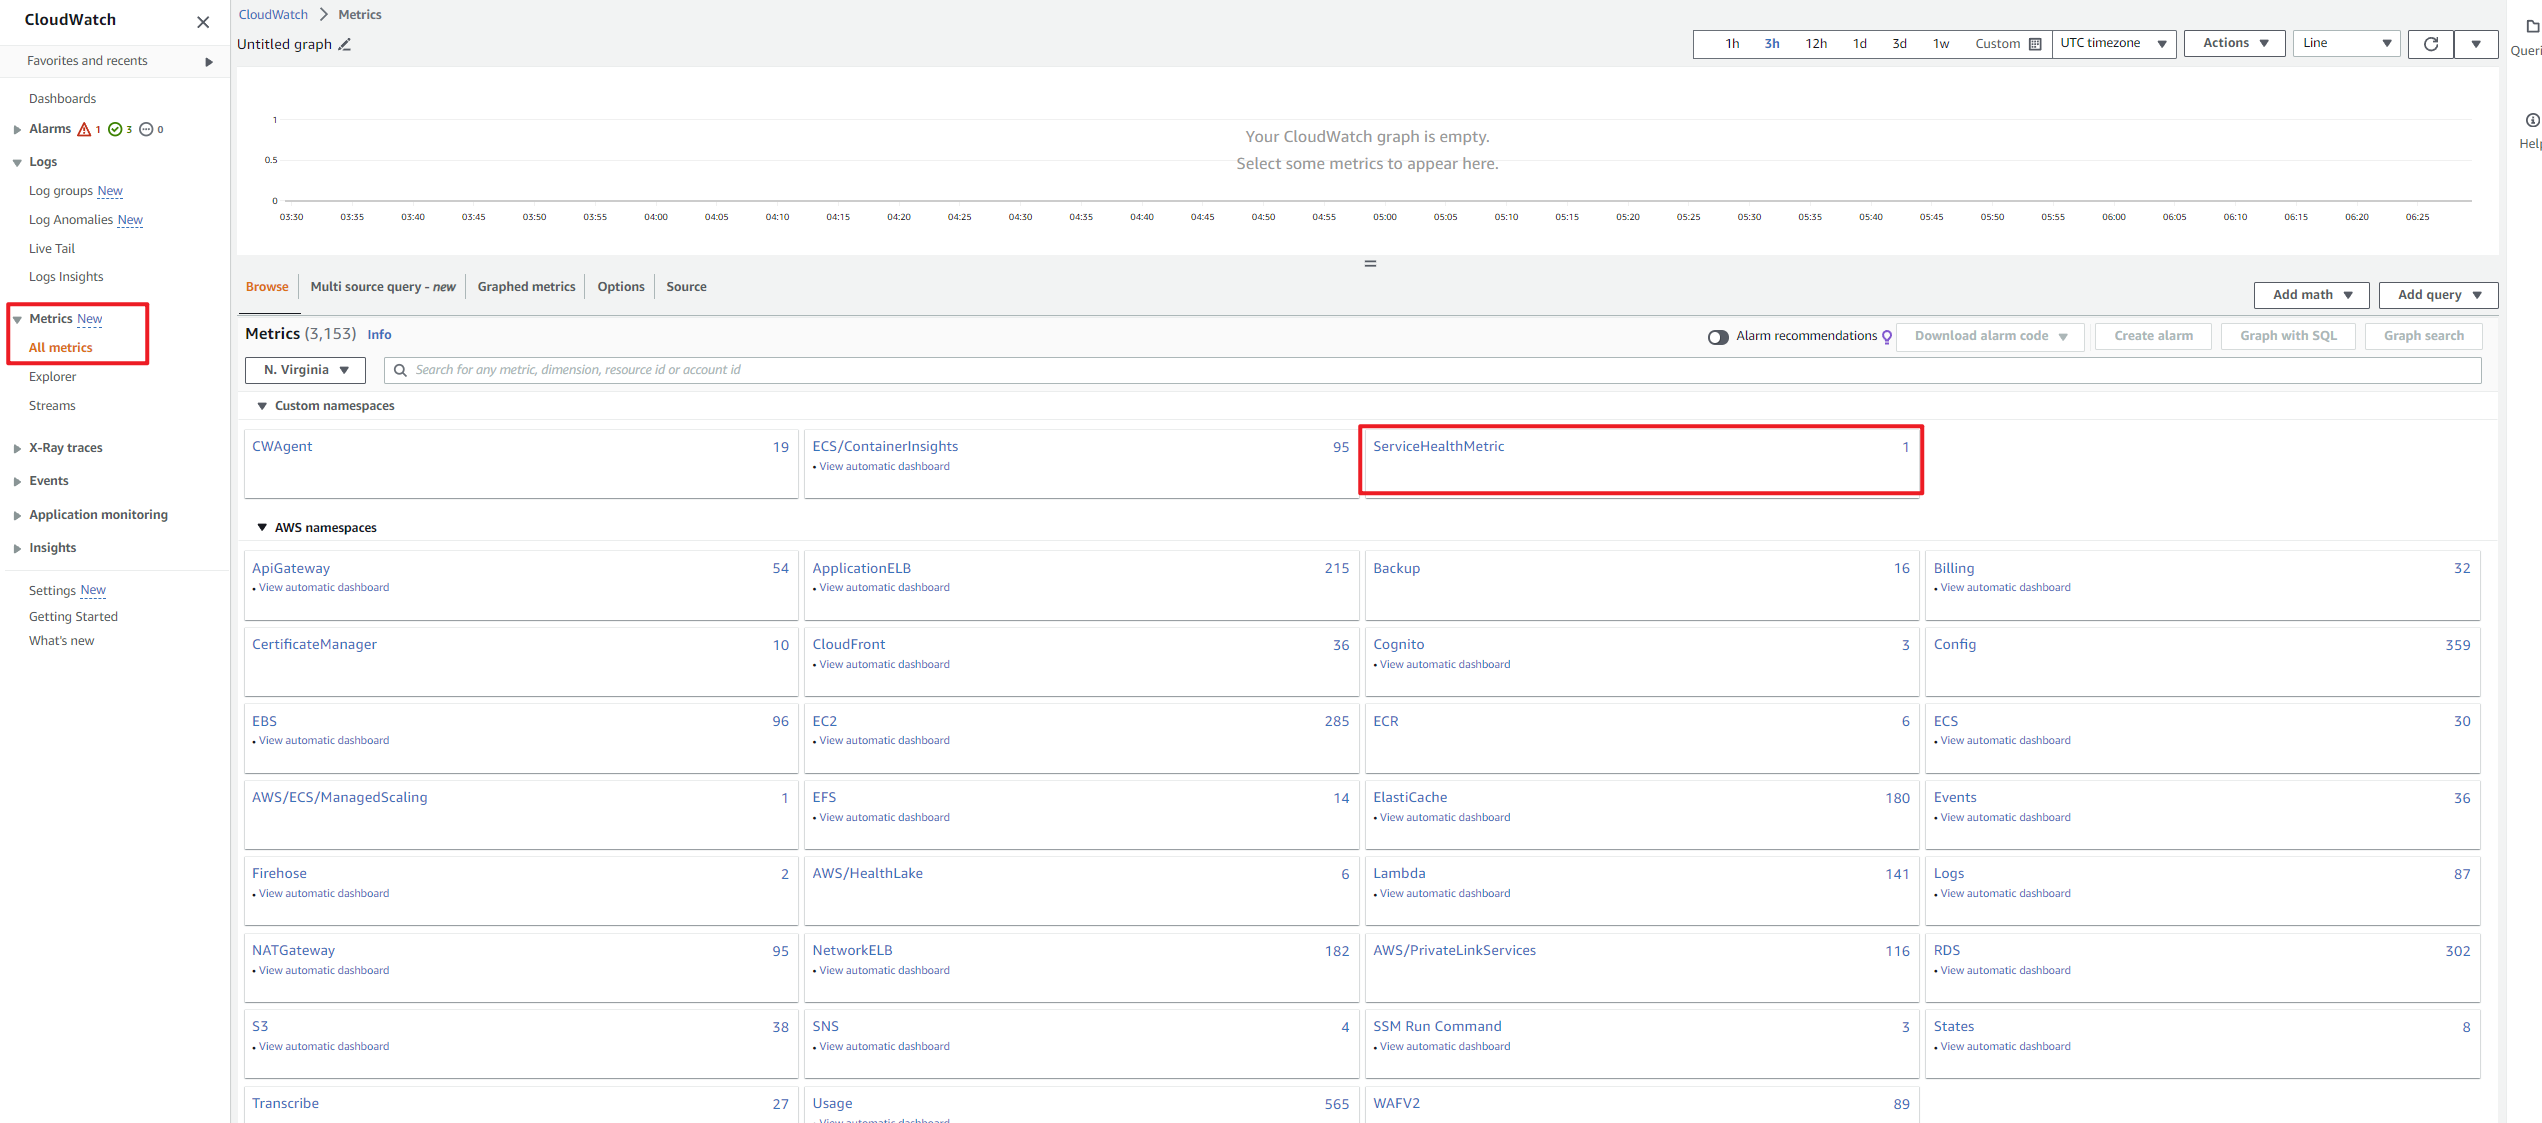 CloudWatch
Favorites and recents
Dashboards
Alarms 1 3 0
Logs
Log groups New
Log Anomalies New
Live Tail
Logs Insights
Metrics New
All metrics
Explorer
Streams
X-Ray traces
Events
Application monitoring
Insights
Settings New
Getting Started
What's new
CloudWatch > Metrics
Untitled graph
1h 3h 12h 1d 3d 1w Custom UTC timezone Actions Line
1
0.5
0
Your CloudWatch graph is empty.
Select some metrics to appear here.
03:30 03:35 03:40 03:45 03:50 03:55 04:00 04:05 04:10 04:15 04:20 04:25 04:30 04:35 04:40 04:45 04:50 04:55 05:00 05:05 05:10 05:15 05:20 05:25 05:30 05:35 05:40 05:45 05:50 05:55 06:00 06:05 06:10 06:15 06:20 06:25
Browse Multi source query - new Graphed metrics Options Source
Add math Add query
Metrics (3,153) Info
Alarm recommendations Download alarm code Create alarm Graph with SQL Graph search
N. Virginia Search for any metric, dimension, resource id or account id
Custom namespaces
CWAgent 19 ECS/ContainerInsights 95 ServiceHealthMetric 1
• View automatic dashboard
AWS namespaces
ApiGateway 54 ApplicationELB 215 Backup 16 Billing 32
• View automatic dashboard • View automatic dashboard • View automatic dashboard
CertificateManager 10 CloudFront 36 Cognito 3 Config 359
• View automatic dashboard • View automatic dashboard
EBS 96 EC2 285 ECR 6 ECS 30
• View automatic dashboard • View automatic dashboard • View automatic dashboard
AWS/ECS/ManagedScaling 1 EFS 14 ElastiCache 180 Events 36
• View automatic dashboard • View automatic dashboard • View automatic dashboard
Firehose 2 AWS/HealthLake 6 Lambda 141 Logs 87
• View automatic dashboard • View automatic dashboard • View automatic dashboard
NATGateway 95 NetworkELB 182 AWS/PrivateLinkServices 116 RDS 302
• View automatic dashboard • View automatic dashboard • View automatic dashboard
S3 38 SNS 4 SSM Run Command 3 States 8
• View automatic dashboard • View automatic dashboard • View automatic dashboard • View automatic dashboard
Transcribe 27 Usage 565 WAFV2 89
• View automatic dashboard
Queri
Help